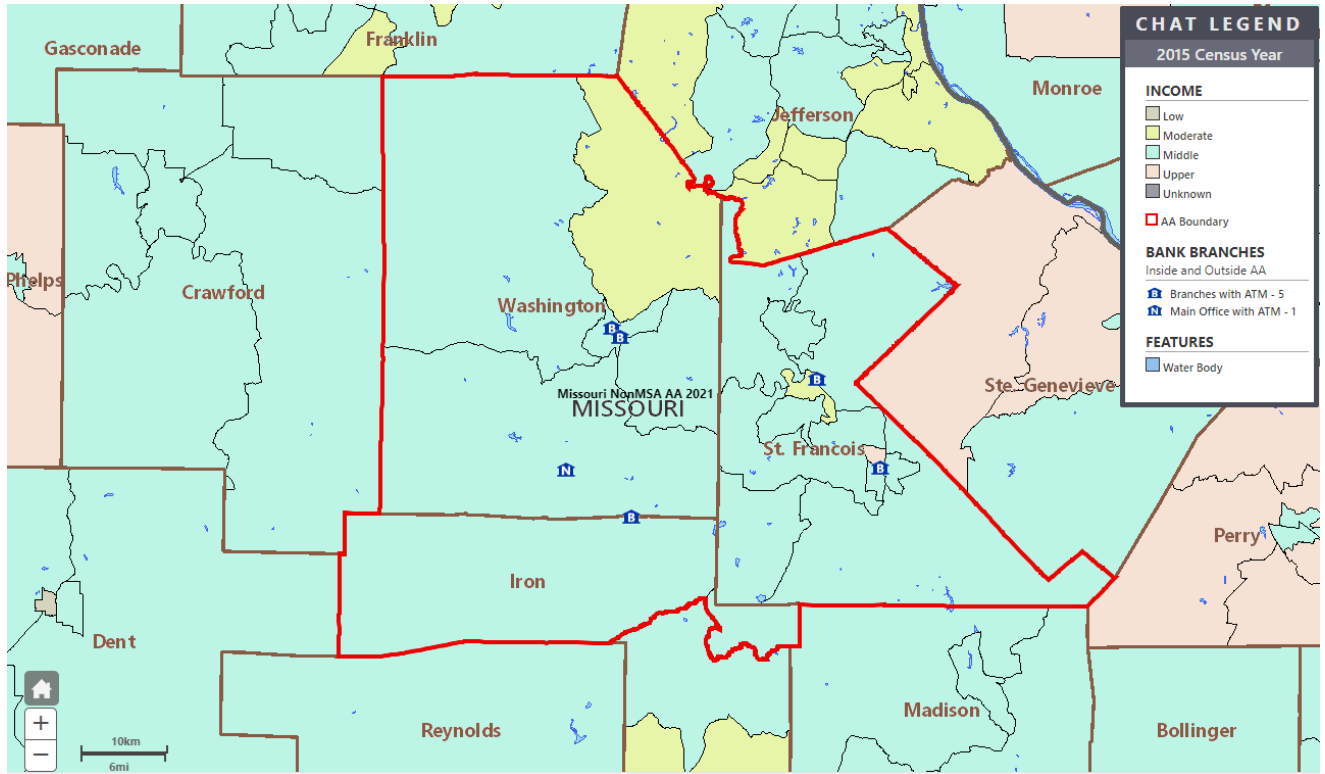 Gasconade
Franklin
Jefferson
Monroe
Phelps
Crawford
Washington
Ste. Genevieve
Missouri NonMSA AA 2021
MISSOURI
St. Francois
Perry
Iron
Dent
Reynolds
Madison
Bollinger
B
B
B
B
N
B
10km
6mi
+
−
CHAT LEGEND
2015 Census Year
INCOME
Low
Moderate
Middle
Upper
Unknown
AA Boundary
BANK BRANCHES
Inside and Outside AA
B Branches with ATM - 5
N Main Office with ATM - 1
FEATURES
Water Body